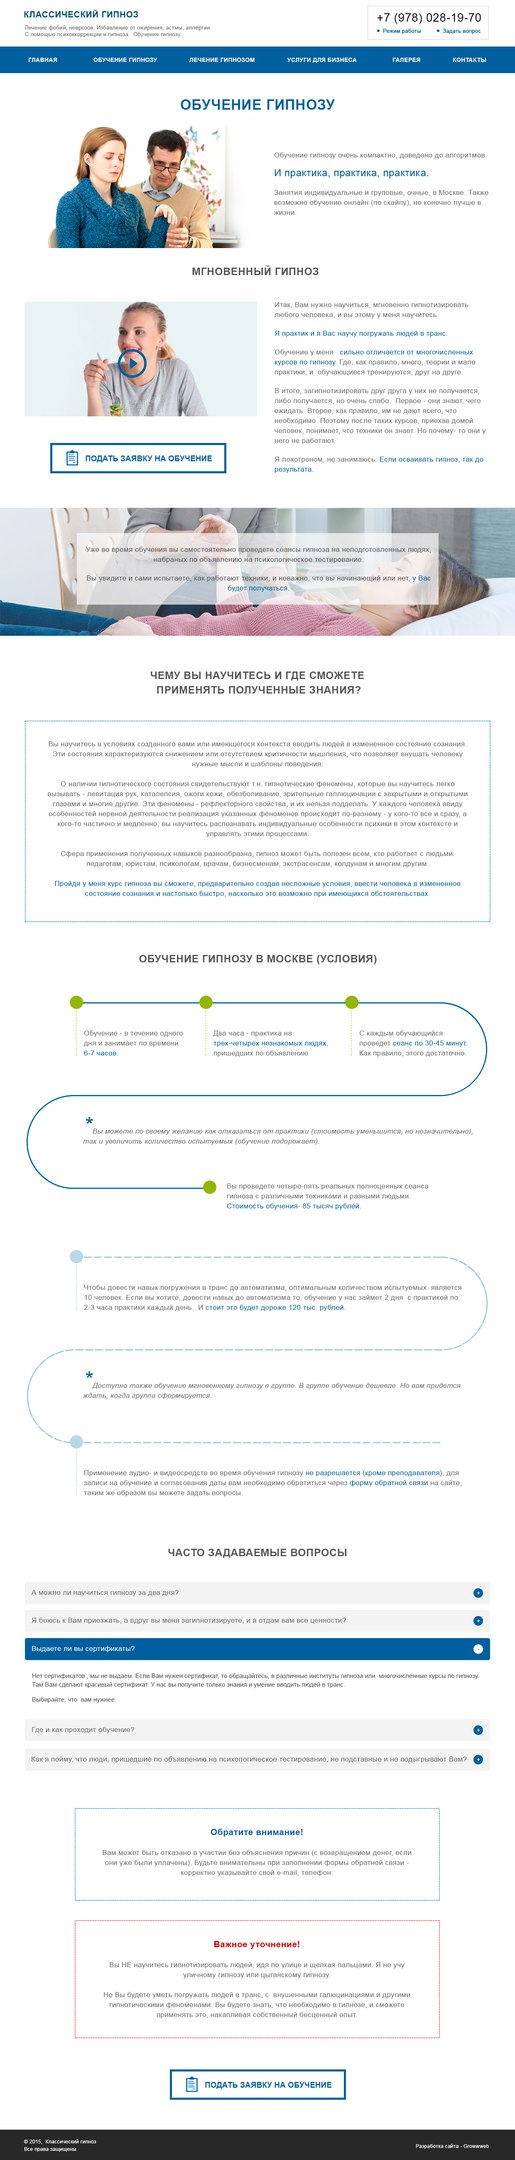 КЛАССИЧЕСКИЙ ГИПНОЗ
Лечение фобий, неврозов. Избавление от ожирения, астмы, аллергии.
С помощью психокоррекции и гипноза. Обучение гипнозу.
+7 (978) 028-19-70
Режим работы
Задать вопрос
ГЛАВНАЯ
ОБУЧЕНИЕ ГИПНОЗУ
ЛЕЧЕНИЕ ГИПНОЗОМ
УСЛУГИ ДЛЯ БИЗНЕСА
ГАЛЕРЕЯ
КОНТАКТЫ
ОБУЧЕНИЕ ГИПНОЗУ
Обучение гипнозу очень компактно, доведено до алгоритмов.
И практика, практика, практика.
Занятия индивидуальные и груповые, очные, в Москве. Также
возможно обучение онлайн (по скайпу), но конечно лучше в
жизни.
МГНОВЕННЫЙ ГИПНОЗ
Итак, Вам нужно научиться, мгновенно гипнотизировать
любого человека, и вы этому у меня научитесь.
Я практик и я Вас научу погружать людей в транс.
Обучение у меня сильно отличается от многочисленных
курсов по гипнозу. Где, как правило, много, теории и мало
практики, и обучающиеся тренируются, друг на друге.
В итоге, загипнотизировать друг друга у них не получается,
либо получается, но очень слабо. Первое - они знают, чего
ожидать. Второе, как правило, им не дают всего, что
необходимо. Поэтому после таких курсов, приехав домой
человек, понимает, что техники он знает. Но почему- то они у
него не работают.
Я лохотроном, не занимаюсь. Если осваивать гипноз, так до
результата.
ПОДАТЬ ЗАЯВКУ НА ОБУЧЕНИЕ
Уже во время обучения вы самостоятельно проведете сеансы гипноза на неподготовленных людях,
набраных по объявлению на психологическое тестирование.
Вы увидите и сами испытаете, как работают техники, и неважно, что вы начинающий или нет, у Вас
будет получаться.
ЧЕМУ ВЫ НАУЧИТЕСЬ И ГДЕ СМОЖЕТЕ
ПРИМЕНЯТЬ ПОЛУЧЕННЫЕ ЗНАНИЯ?
Вы научитесь в условиях созданного вами или имеющегося контекста вводить людей в измененное состояние сознания.
Эти состояния характеризуются снижением или отсутствием критичности мышления, что позволяет внушать человеку
нужные мысли и шаблоны поведения.
О наличии гипнотического состояния свидетельствуют т.н. гипнотические феномены, которые вы научитесь легко
вызывать - левитация рук, каталепсия, ожоги кожи, обезболивание, зрительные галлюцинации с закрытыми и открытыми
глазами и многие другие. Эти феномены - рефлекторного свойства, и их нельзя подделать. У каждого человека ввиду
особенностей нервной деятельности реализация указанных феноменов происходит по-разному - у кого-то все и сразу, а
кого-то частично и медленно, вы научитесь распознавать индивидуальные особенности психики в этом контексте и
управлять этими процессами.
Сфера применения полученных навыков разнообразна, гипноз может быть полезен всем, кто работает с людьми:
педагогам, юристам, психологам, врачам, бизнесменам, экстрасенсам, колдунам и многим другим.
Пройдя у меня курс гипноза вы сможете, предварительно создав несложные условия, ввести человека в измененное
состояние сознания и настолько быстро, насколько это возможно при имеющихся обстоятельствах.
ОБУЧЕНИЕ ГИПНОЗУ В МОСКВЕ (УСЛОВИЯ)
Обучение - в течение одного
дня и занимает по времени
6-7 часов.
Два часа - практика на
трех-четырех незнакомых людях,
пришедших по объявлению
С каждым обучающийся
проведет сеанс по 30-45 минут.
Как правило, этого достаточно.
*
Вы можете по своему желанию как отказаться от практики (стоимость уменьшится, но незначительно),
так и увеличить количество испытуемых (обучение подорожает).
Вы проведете четыре-пять реальных полноценных сеанса
гипноза с различными техниками и разными людьми.
Стоимость обучения- 85 тысяч рублей.
Чтобы довести навык погружения в транс до автоматизма, оптимальным количеством испытуемых является
10 человек. Если вы хотите, довести навык до автоматизма то, обучение у нас займет 2 дня с практикой по
2-3 часа практики каждый день. И стоит это будет дороже 120 тыс. рублей.
*
Доступно также обучение мгновенному гипнозу в группе. В группе обучение дешевле. Но вам придется
ждать, когда группа сформируется.
Применение аудио- и видеосредств во время обучения гипнозу не разрешается (кроме преподавателя), для
записи на обучение и согласования даты вам необходимо обратиться через форму обратной связи на сайте,
таким же образом вы можете задать вопросы.
ЧАСТО ЗАДАВАЕМЫЕ ВОПРОСЫ
А можно ли научиться гипнозу за два дня?
Я боюсь к Вам приезжать, а вдруг вы меня загипнотизируете, и я отдам вам все ценности?
Выдаете ли вы сертификаты?
Нет сертификатов , мы не выдаем. Если Вам нужен сертификат, то обращайтесь, в различные институты гипноза или многочисленные курсы по гипнозу.
Там Вам сделают красивый сертификат. У нас вы получите только знания и умение вводить людей в транс.
Выбирайте, что вам нужнее.
Где и как проходит обучение?
Как я пойму, что люди, пришедшие по объявлению на психологическое тестирование, не подставные и не подыгрывают Вам?
Обратите внимание!
Вам может быть отказано в участии без объяснения причин (с возвращением денег, если
они уже были уплачены). Будьте внимательны при заполнении формы обратной связи -
корректно указывайте свой e-mail, телефон.
Важное уточнение!
Вы НЕ научитесь гипнотизировать людей, идя по улице и щелкая пальцами. Я не учу
уличному гипнозу или цыганскому гипнозу.
Но Вы будете уметь погружать людей в транс, с внушенными галюцинациями и другими
гипнотическими феноменами. Вы будете знать, что необходимо в гипнозе, и сможете
применять это, накапливая собственный бесценный опыт.
ПОДАТЬ ЗАЯВКУ НА ОБУЧЕНИЕ
© 2015, Классический гипноз
Все права защищены
Разработка сайта - Growwweb